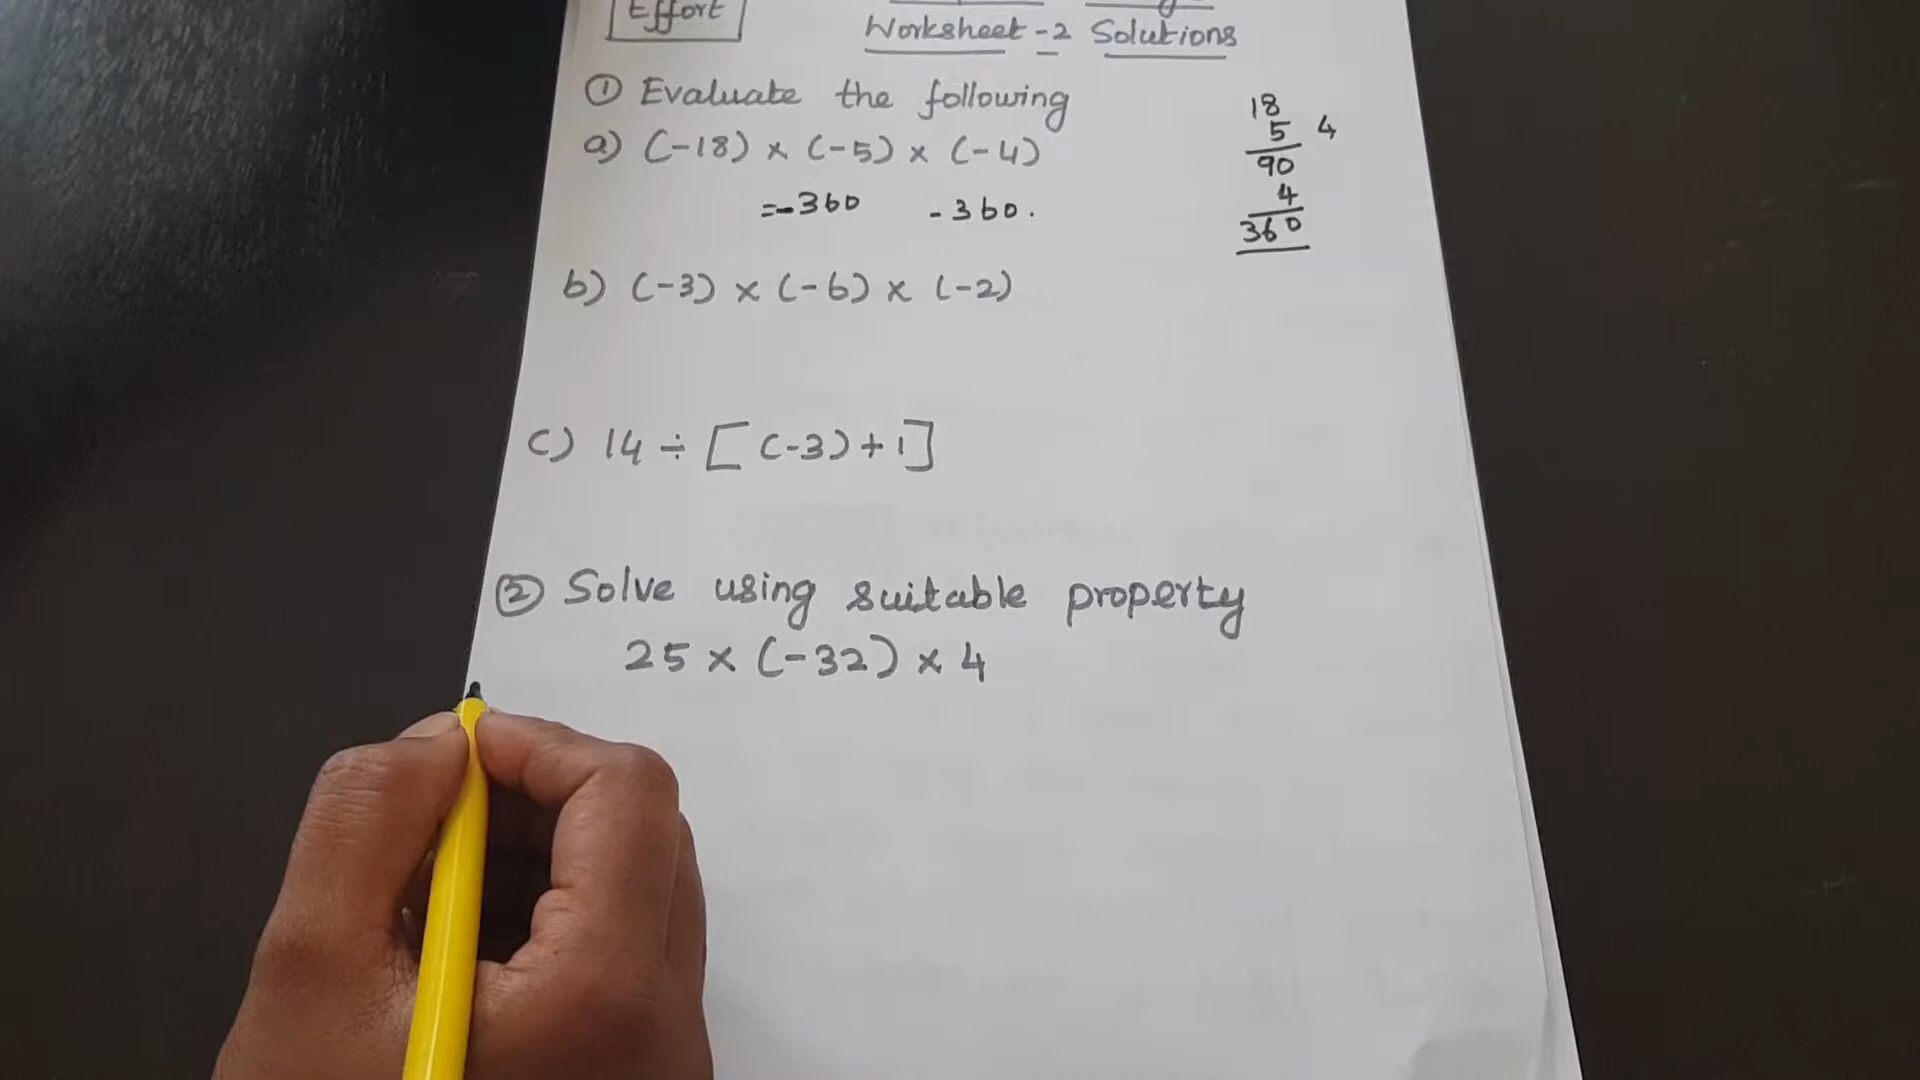 Effort
Worksheet - 2 Solutions
① Evaluate the following
a) (-18) × (-5) × (-4)
=-360 -360.
18
5 4
90
4
360
b) (-3) × (-6) × (-2)
c) 14 ÷ [(-3)+1]
② Solve using suitable property
25 × (-32) × 4